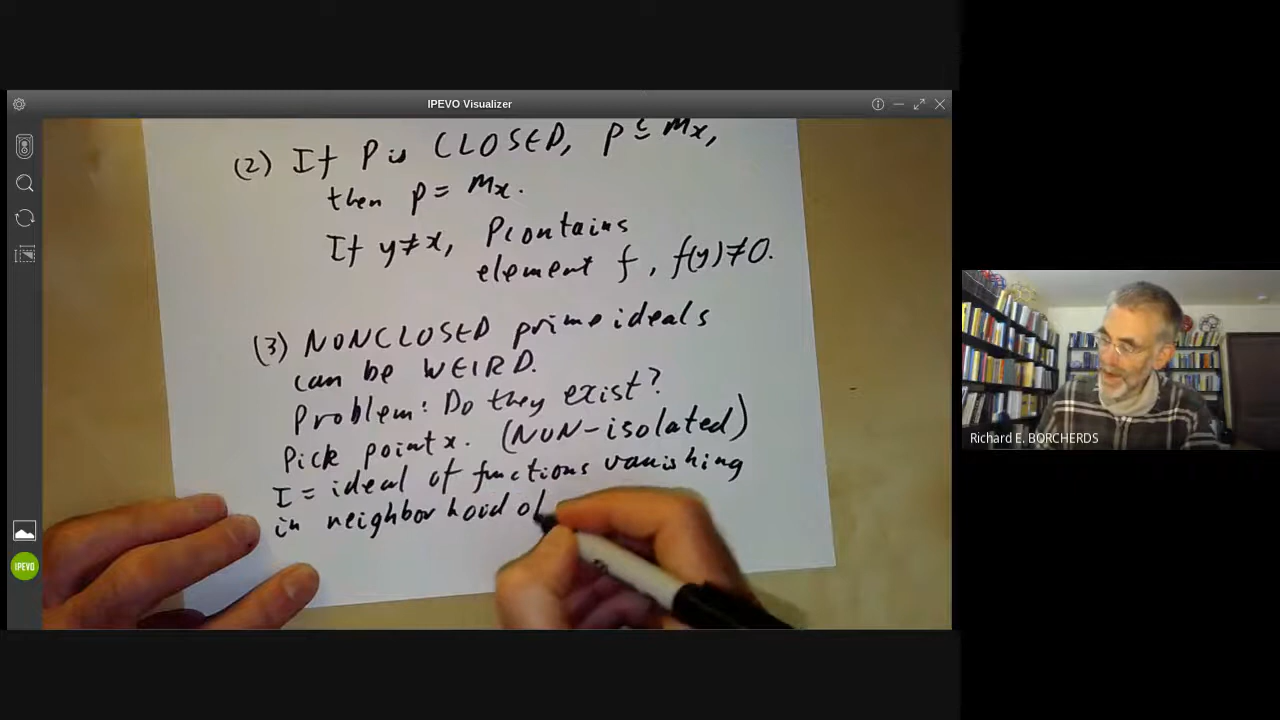 IPEVO Visualizer
(2) If P is CLOSED, p ⊆ mx,
then p = mx.
If y≠x, P contains
element f, f(y)≠0.
(3) NONCLOSED prime ideals
can be WEIRD.
Problem: Do they exist?
Pick point x. (NON-isolated)
I = ideal of functions vanishing
in neighborhood of
IPEVO
Richard E. BORCHERDS